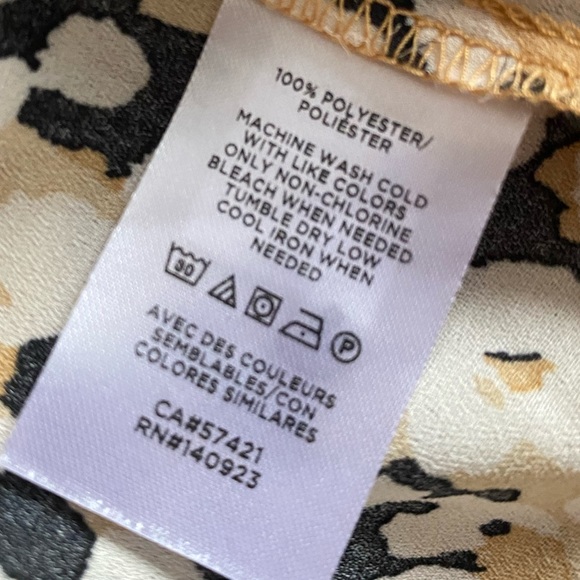 100% POLYESTER/
POLIÉSTER
MACHINE WASH COLD
WITH LIKE COLORS
ONLY NON-CHLORINE
BLEACH WHEN NEEDED
TUMBLE DRY LOW
COOL IRON WHEN
NEEDED
30 P
AVEC DES COULEURS
SEMBLABLES/CON
COLORES SIMILARES
CA#57421
RN#140923